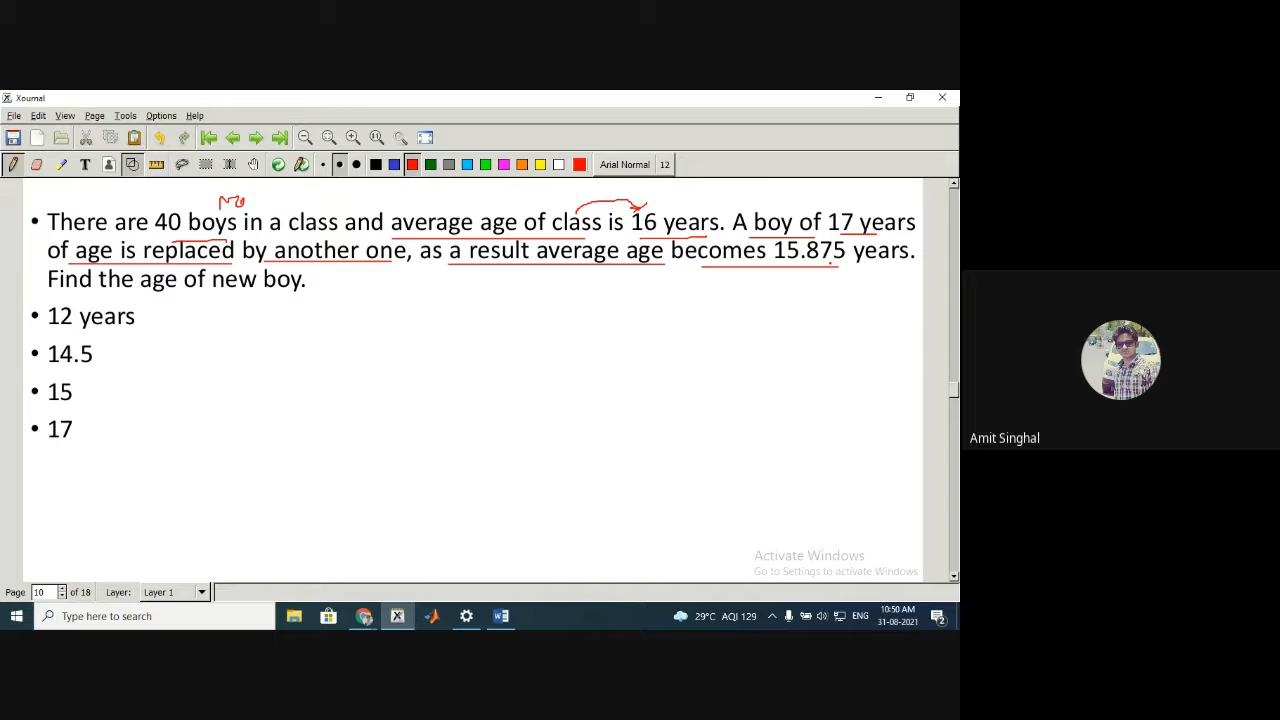 Xournal
File Edit View Page Tools Options Help
T Arial Normal 12
No
• There are 40 boys in a class and average age of class is 16 years. A boy of 17 years
of age is replaced by another one, as a result average age becomes 15.875 years.
Find the age of new boy.
• 12 years
• 14.5
• 15
• 17
Amit Singhal
Activate Windows
Go to Settings to activate Windows.
Page 10 of 18 Layer: Layer 1
Type here to search
29°C AQI 129 ENG 10:50 AM
31-08-2021
2